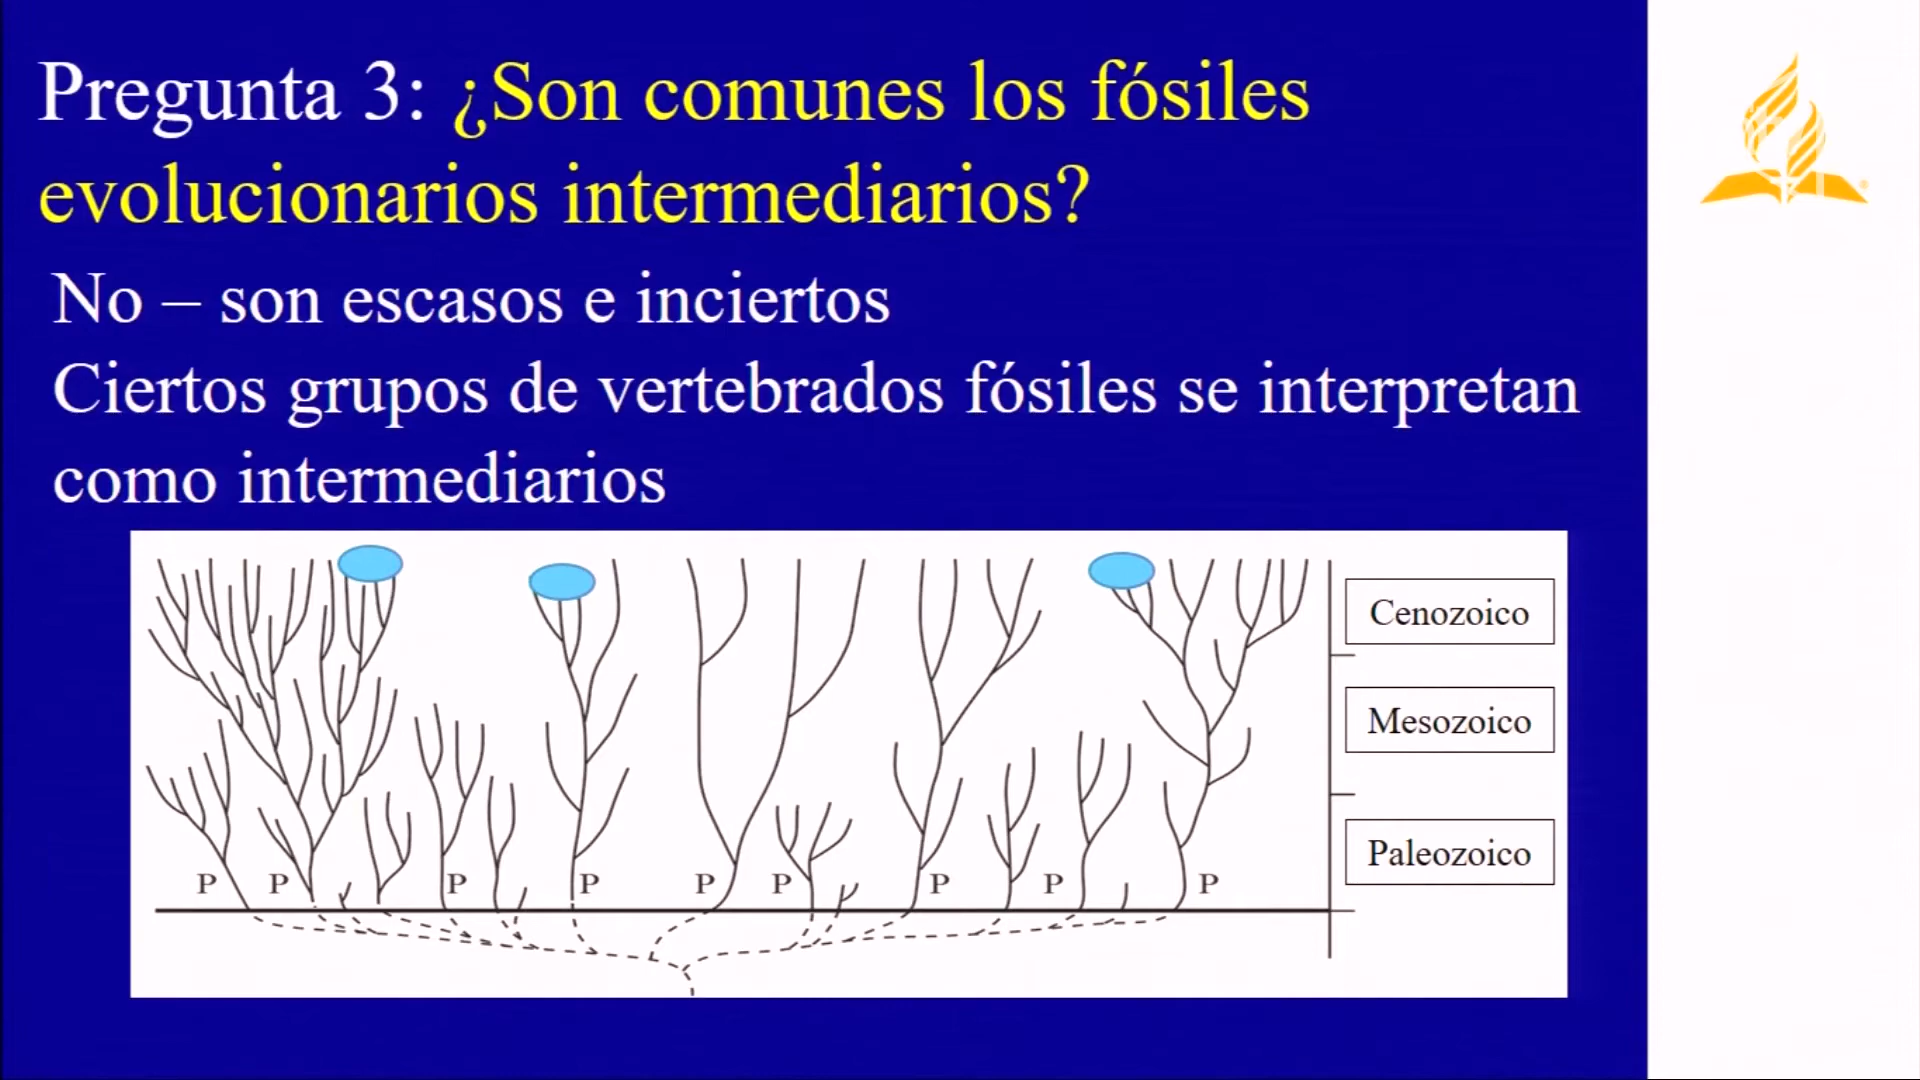 Pregunta 3: ¿Son comunes los fósiles
evolucionarios intermediarios?
No – son escasos e inciertos
Ciertos grupos de vertebrados fósiles se interpretan
como intermediarios
Cenozoico
Mesozoico
Paleozoico
P P P P P P P P P